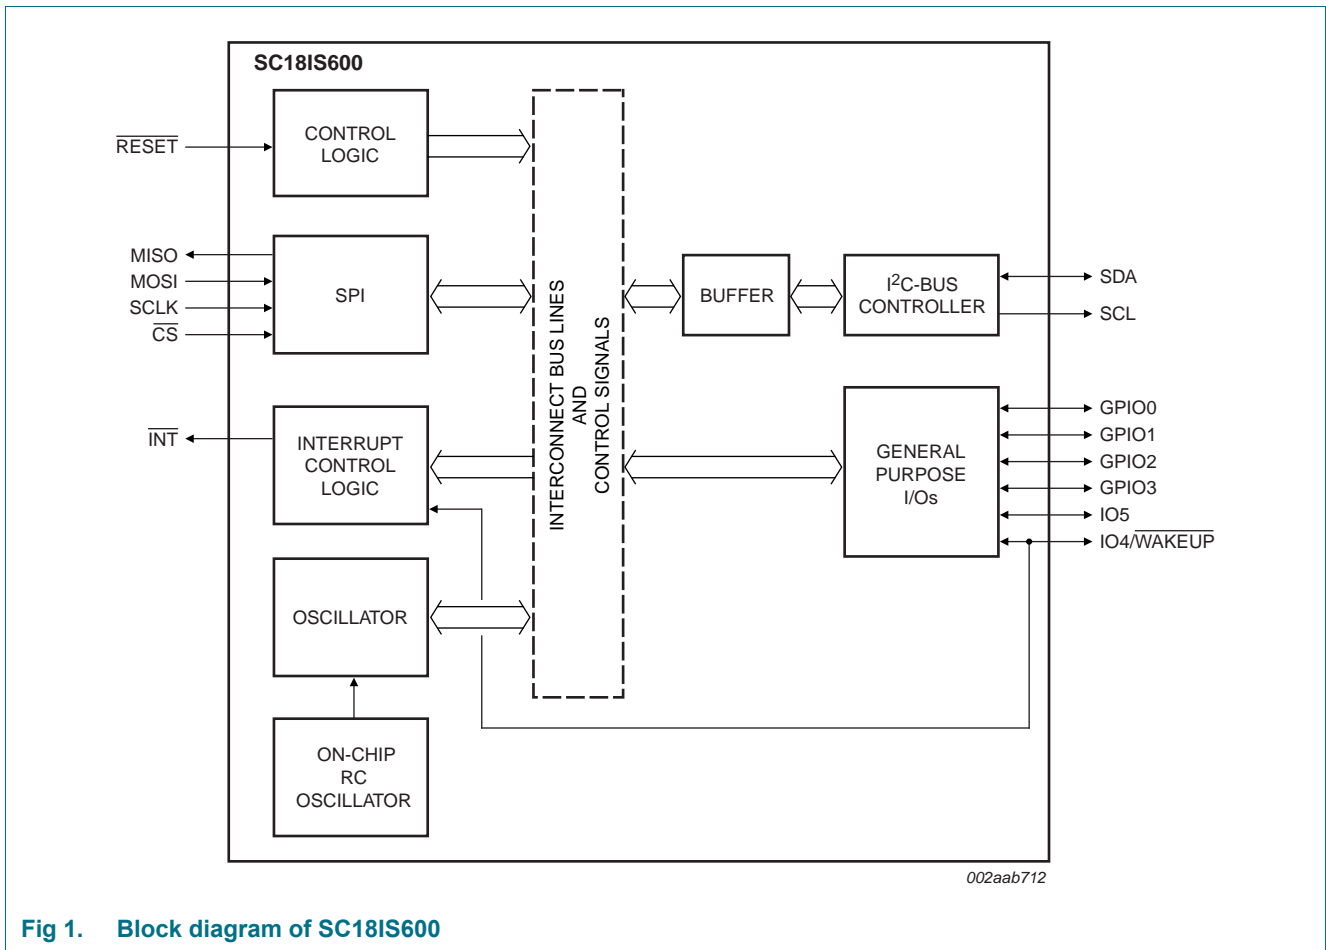 SC18IS600
CONTROL
LOGIC
RESET
MISO
MOSI
SCLK
CS
SPI
INT
INTERRUPT
CONTROL
LOGIC
OSCILLATOR
ON-CHIP
RC
OSCILLATOR
INTERCONNECT BUS LINES
AND
CONTROL SIGNALS
BUFFER
I²C-BUS
CONTROLLER
SDA
SCL
GENERAL
PURPOSE
I/Os
GPIO0
GPIO1
GPIO2
GPIO3
IO5
IO4/WAKEUP
002aab712
Fig 1. Block diagram of SC18IS600